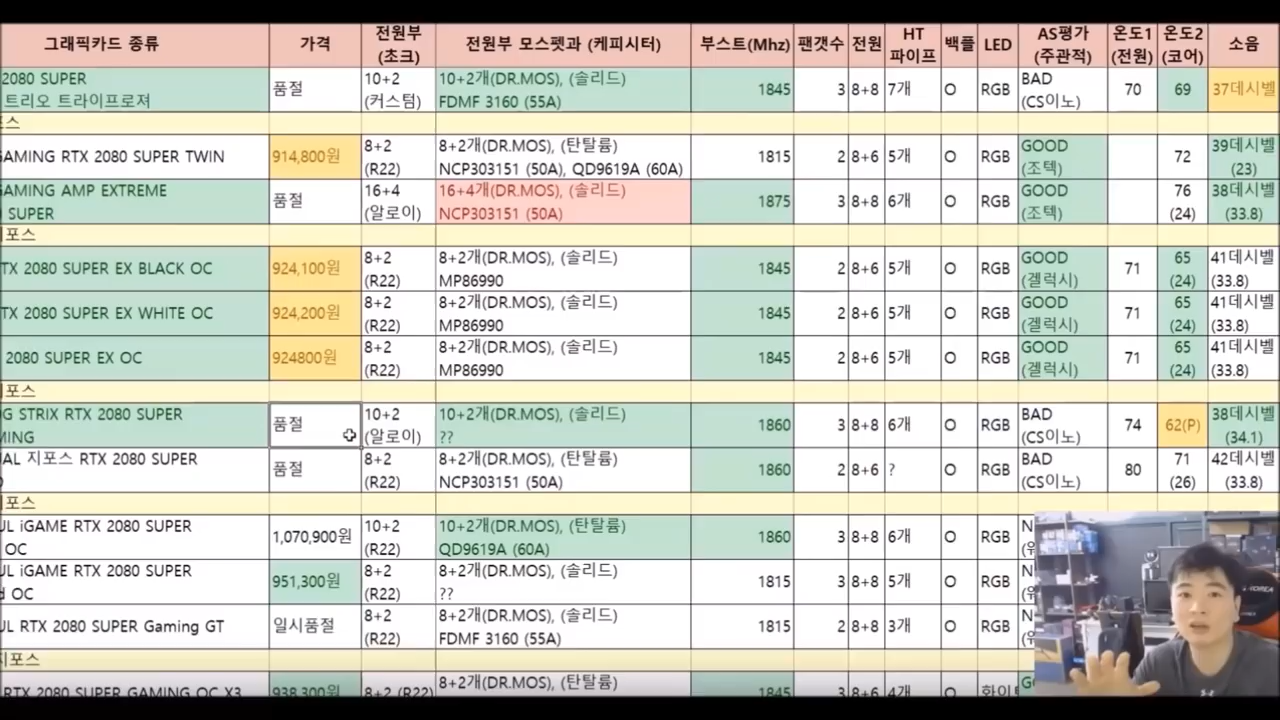 그래픽카드 종류 가격 전원부 (초크) 전원부 모스펫과 (케피시터) 부스트(Mhz) 팬갯수 전원 HT 파이프 백플 LED AS평가 (주관적) 온도1 (전원) 온도2 (코어) 소음
2080 SUPER 트리오 트라이프로져 품절 10+2 (커스텀) 10+2개(DR.MOS), (솔리드) FDMF 3160 (55A) 1845 3 8+8 7개 O RGB BAD (CS이노) 70 69 37데시벨
포스
GAMING RTX 2080 SUPER TWIN 914,800원 8+2 (R22) 8+2개(DR.MOS), (탄탈륨) NCP303151 (50A), QD9619A (60A) 1815 2 8+6 5개 O RGB GOOD (조텍) 72 39데시벨 (23)
GAMING AMP EXTREME SUPER 품절 16+4 (알로이) 16+4개(DR.MOS), (솔리드) NCP303151 (50A) 1875 3 8+8 6개 O RGB GOOD (조텍) 76 (24) 38데시벨 (33.8)
지포스
TX 2080 SUPER EX BLACK OC 924,100원 8+2 (R22) 8+2개(DR.MOS), (솔리드) MP86990 1845 2 8+6 5개 O RGB GOOD (겔럭시) 71 65 (24) 41데시벨 (33.8)
TX 2080 SUPER EX WHITE OC 924,200원 8+2 (R22) 8+2개(DR.MOS), (솔리드) MP86990 1845 2 8+6 5개 O RGB GOOD (겔럭시) 71 65 (24) 41데시벨 (33.8)
2080 SUPER EX OC 924800원 8+2 (R22) 8+2개(DR.MOS), (솔리드) MP86990 1845 2 8+6 5개 O RGB GOOD (겔럭시) 71 65 (24) 41데시벨 (33.8)
지포스
G STRIX RTX 2080 SUPER MING 품절 10+2 (알로이) 10+2개(DR.MOS), (솔리드) ?? 1860 3 8+8 6개 O RGB BAD (CS이노) 74 62(P) 38데시벨 (34.1)
AL 지포스 RTX 2080 SUPER 품절 8+2 (R22) 8+2개(DR.MOS), (탄탈륨) NCP303151 (50A) 1860 2 8+6 ? O RGB BAD (CS이노) 80 71 (26) 42데시벨 (33.8)
지포스
UL iGAME RTX 2080 SUPER OC 1,070,900원 10+2 (R22) 10+2개(DR.MOS), (탄탈륨) QD9619A (60A) 1860 3 8+8 6개 O RGB
UL iGAME RTX 2080 SUPER d OC 951,300원 8+2 (R22) 8+2개(DR.MOS), (솔리드) ?? 1815 3 8+8 5개 O RGB
UL RTX 2080 SUPER Gaming GT 일시품절 8+2 (R22) 8+2개(DR.MOS), (솔리드) FDMF 3160 (55A) 1815 2 8+8 3개 O RGB
지포스
RTX 2080 SUPER GAMING OC X3 938,300원 8+2 (R22) 8+2개(DR.MOS), (탄탈륨) 1845 3 8+6 4개 O